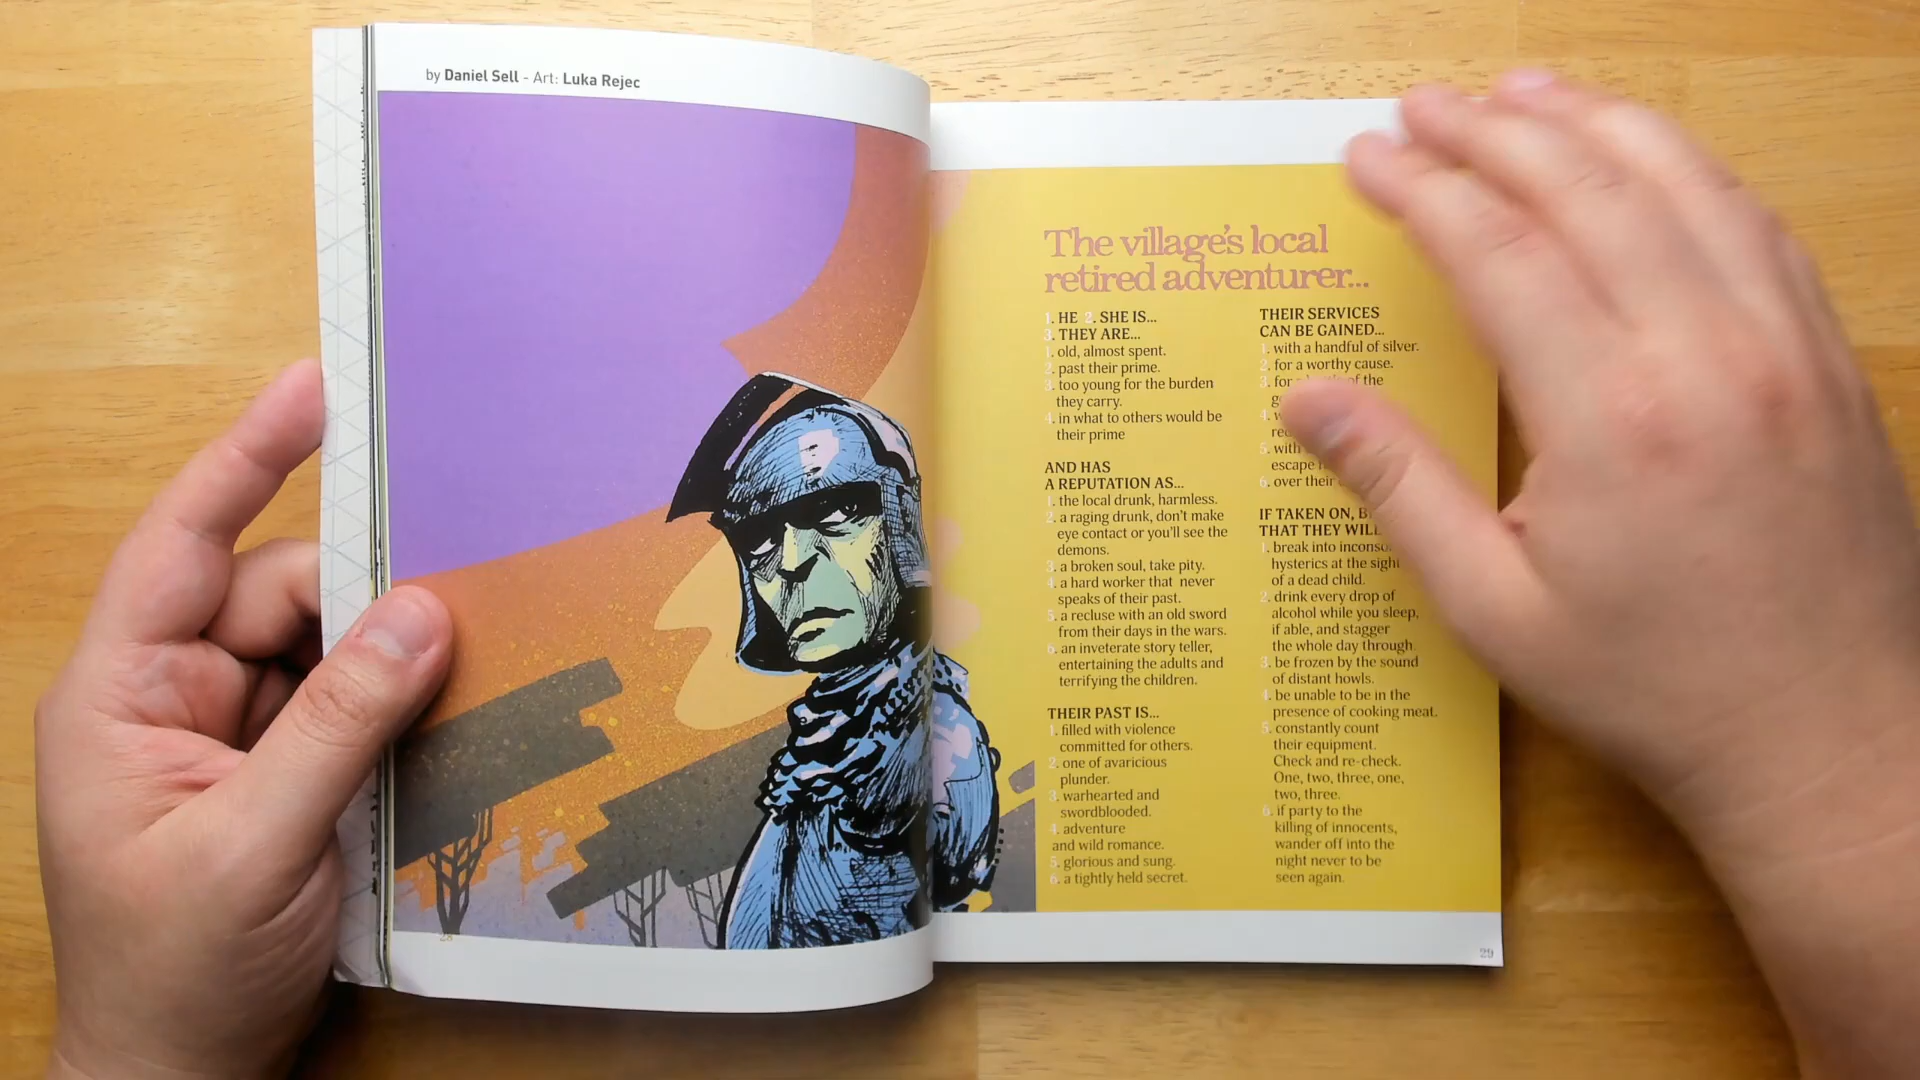 by Daniel Sell - Art: Luka Rejec
28
The village's local
retired adventurer...
1. HE 2. SHE IS...
3. THEY ARE...
1. old, almost spent.
2. past their prime.
3. too young for the burden
they carry.
4. in what to others would be
their prime
AND HAS
A REPUTATION AS...
1. the local drunk, harmless.
2. a raging drunk, don't make
eye contact or you'll see the
demons.
3. a broken soul, take pity.
4. a hard worker that never
speaks of their past.
5. a recluse with an old sword
from their days in the wars.
6. an inveterate story teller,
entertaining the adults and
terrifying the children.
THEIR PAST IS...
1. filled with violence
committed for others.
2. one of avaricious
plunder.
3. warhearted and
swordblooded.
4. adventure
and wild romance.
5. glorious and sung.
6. a tightly held secret.
THEIR SERVICES
CAN BE GAINED...
1. with a handful of silver.
2. for a worthy cause.
3. for of the
4.
5. with
escape
6. over their
IF TAKEN ON,
THAT THEY WILL
1. break into
hysterics at the sight
of a dead child.
2. drink every drop of
alcohol while you sleep,
if able, and stagger
the whole day through.
3. be frozen by the sound
of distant howls.
4. be unable to be in the
presence of cooking meat.
5. constantly count
their equipment.
Check and re-check.
One, two, three, one,
two, three.
6. if party to the
killing of innocents,
wander off into the
night never to be
seen again.
29